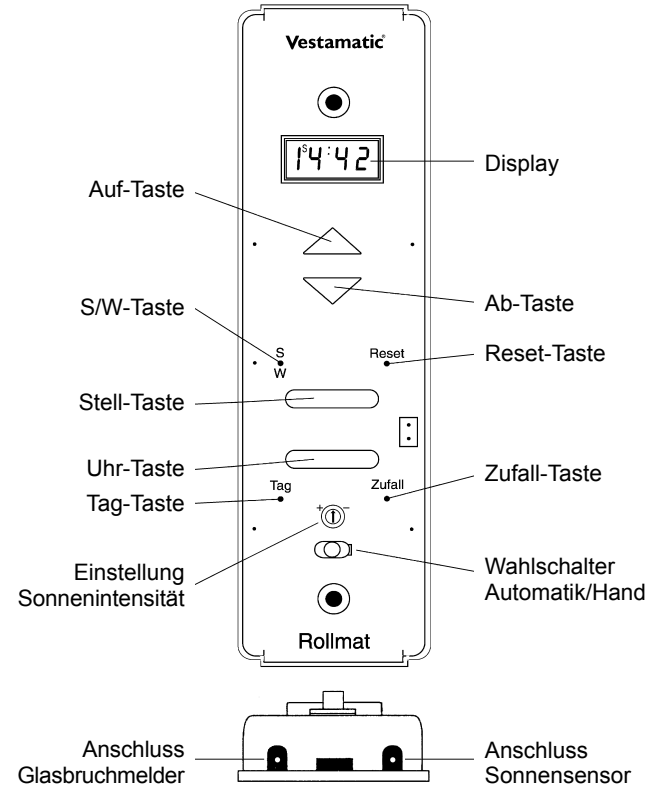 Vestamatic
S
14:42
Display
Auf-Taste
S/W-Taste
Ab-Taste
S
W
Reset
Reset-Taste
Stell-Taste
Uhr-Taste
Tag
Zufall
Zufall-Taste
Tag-Taste
+
−
Einstellung
Sonnenintensität
Wahlschalter
Automatik/Hand
Rollmat
Anschluss
Glasbruchmelder
Anschluss
Sonnensensor